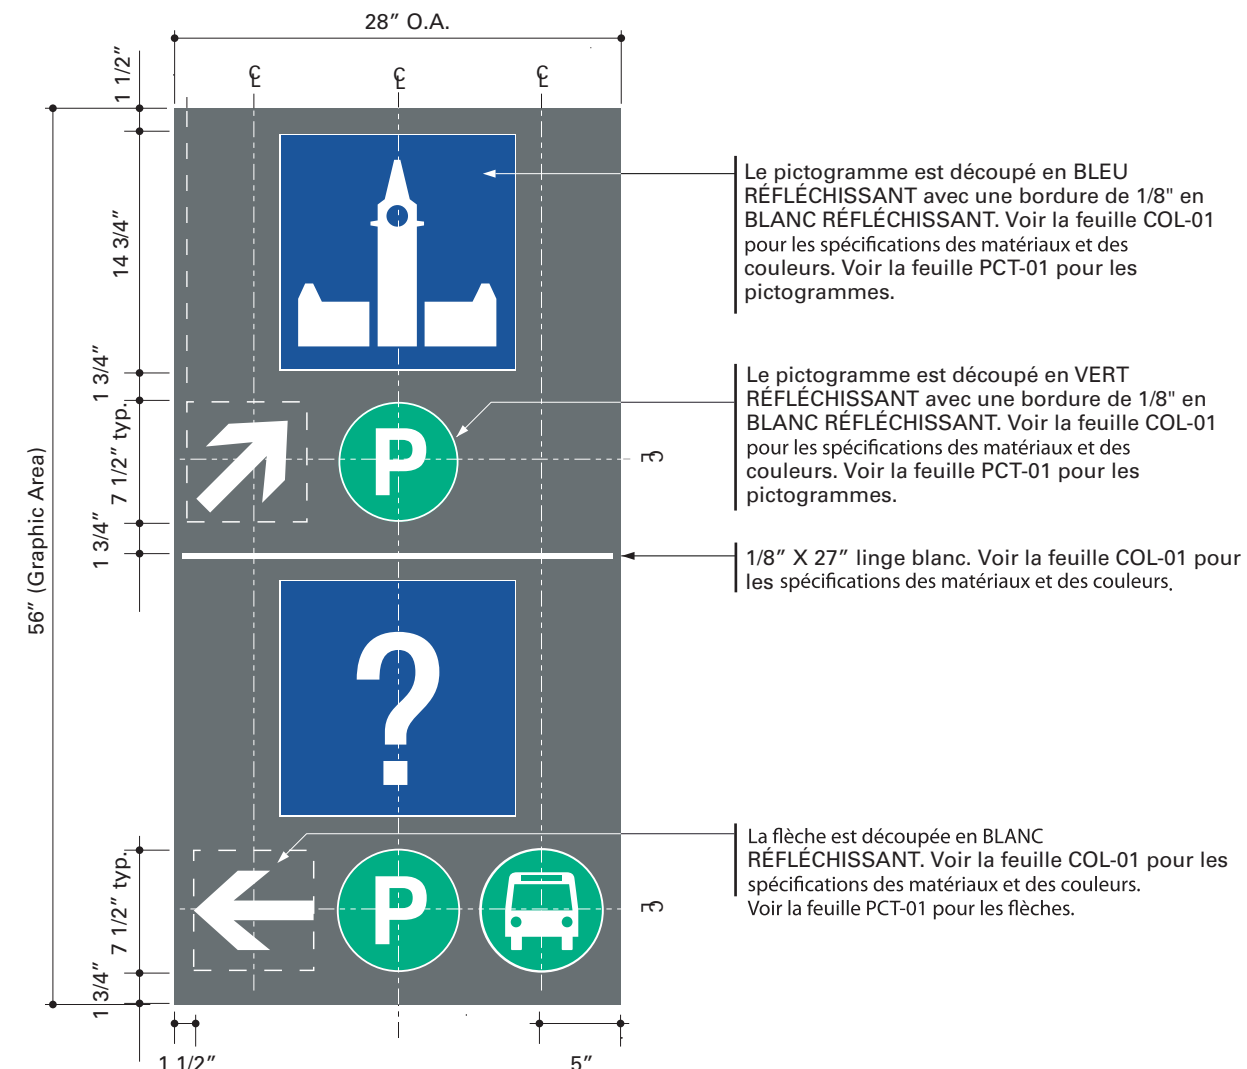 28" O.A.
1 1/2"
℄ ℄ ℄
14 3/4"
1 3/4"
7 1/2" typ.
1 3/4"
56" (Graphic Area)
Le pictogramme est découpé en BLEU
RÉFLÉCHISSANT avec une bordure de 1/8" en
BLANC RÉFLÉCHISSANT. Voir la feuille COL-01
pour les spécifications des matériaux et des
couleurs. Voir la feuille PCT-01 pour les
pictogrammes.
P
℄
Le pictogramme est découpé en VERT
RÉFLÉCHISSANT avec une bordure de 1/8" en
BLANC RÉFLÉCHISSANT. Voir la feuille COL-01
pour les spécifications des matériaux et des
couleurs. Voir la feuille PCT-01 pour les
pictogrammes.
1/8" X 27" linge blanc. Voir la feuille COL-01 pour
les spécifications des matériaux et des couleurs.
?
7 1/2" typ.
P
℄
La flèche est découpée en BLANC
RÉFLÉCHISSANT. Voir la feuille COL-01 pour les
spécifications des matériaux et des couleurs.
Voir la feuille PCT-01 pour les flèches.
1 3/4"
1 1/2"
5"